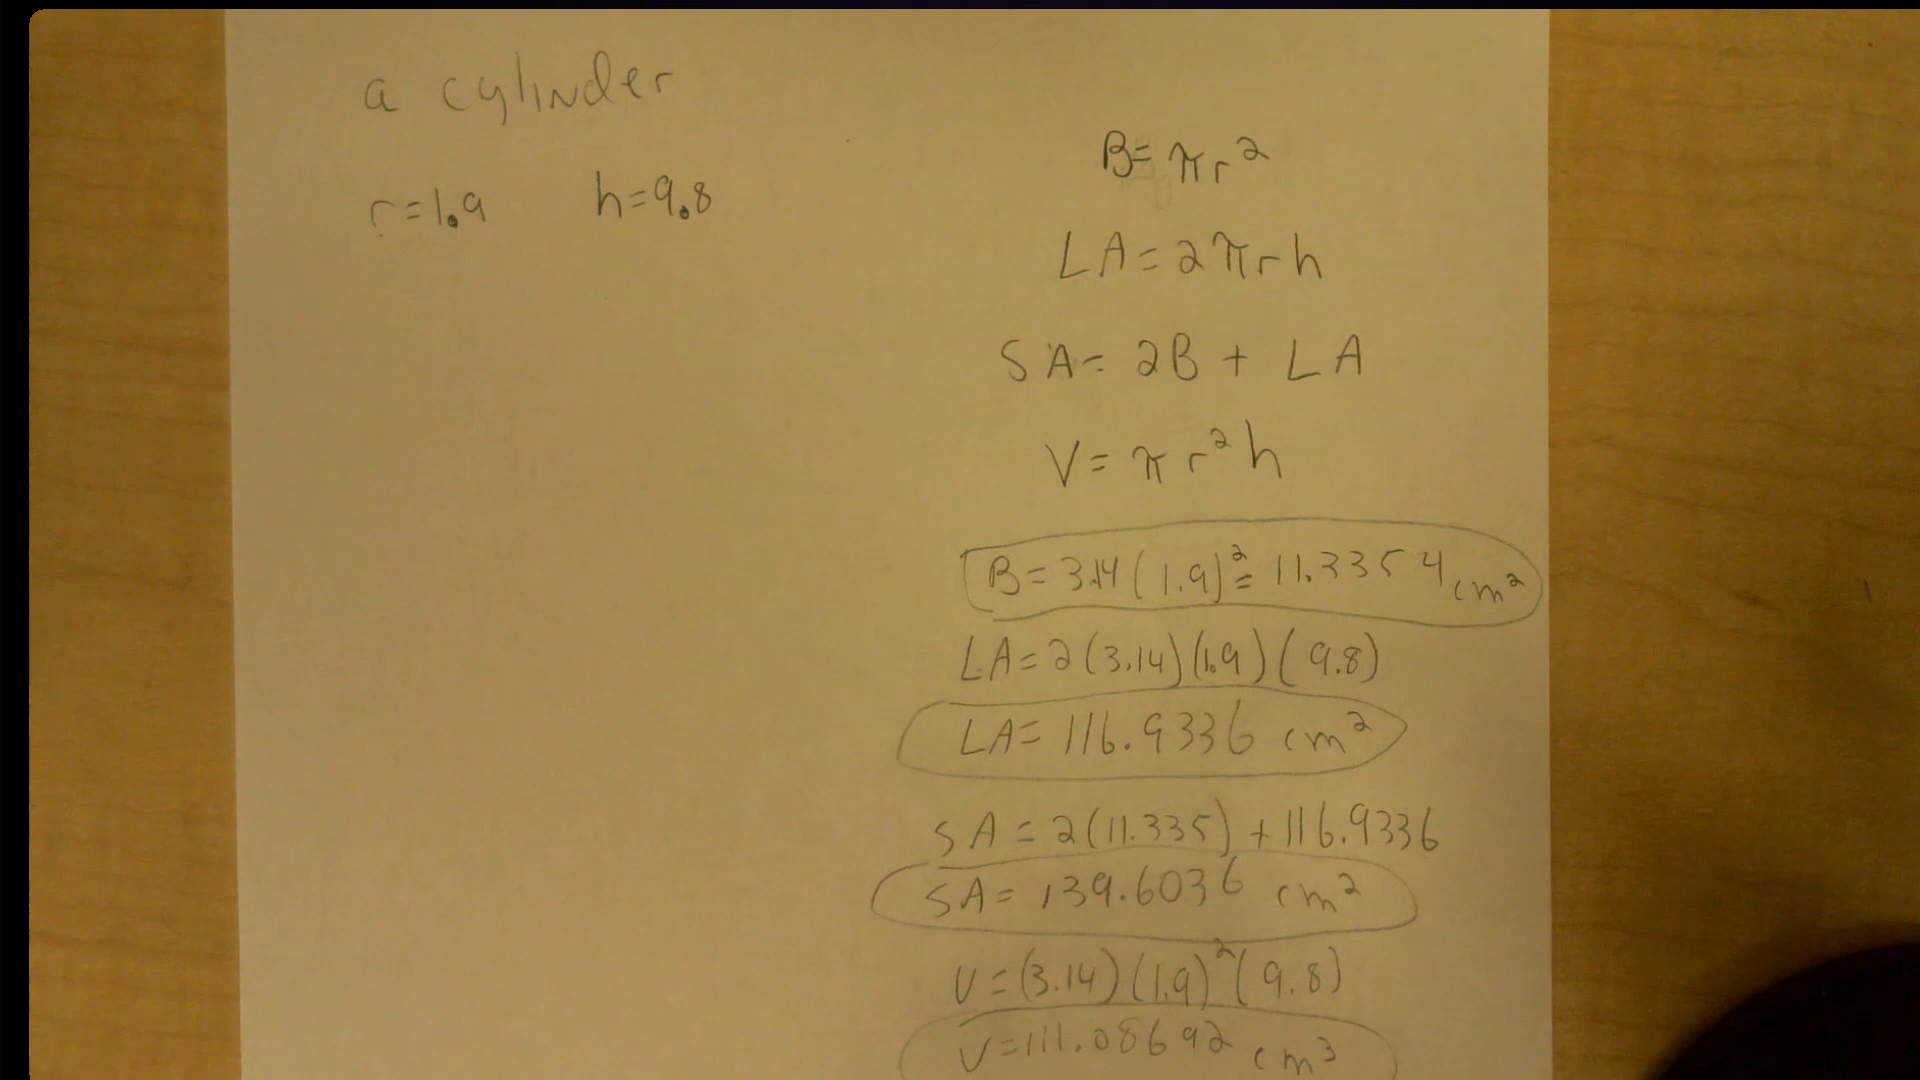 a cylinder
r=1.9 h=9.8
B=πr²
LA=2πrh
SA=2B+LA
V=πr²h
B=3.14(1.9)²=11.3354cm²
LA=2(3.14)(1.9)(9.8)
LA=116.9336 cm²
SA=2(11.335)+116.9336
SA=139.6036 cm²
V=(3.14)(1.9)²(9.8)
V=111.08692 cm³